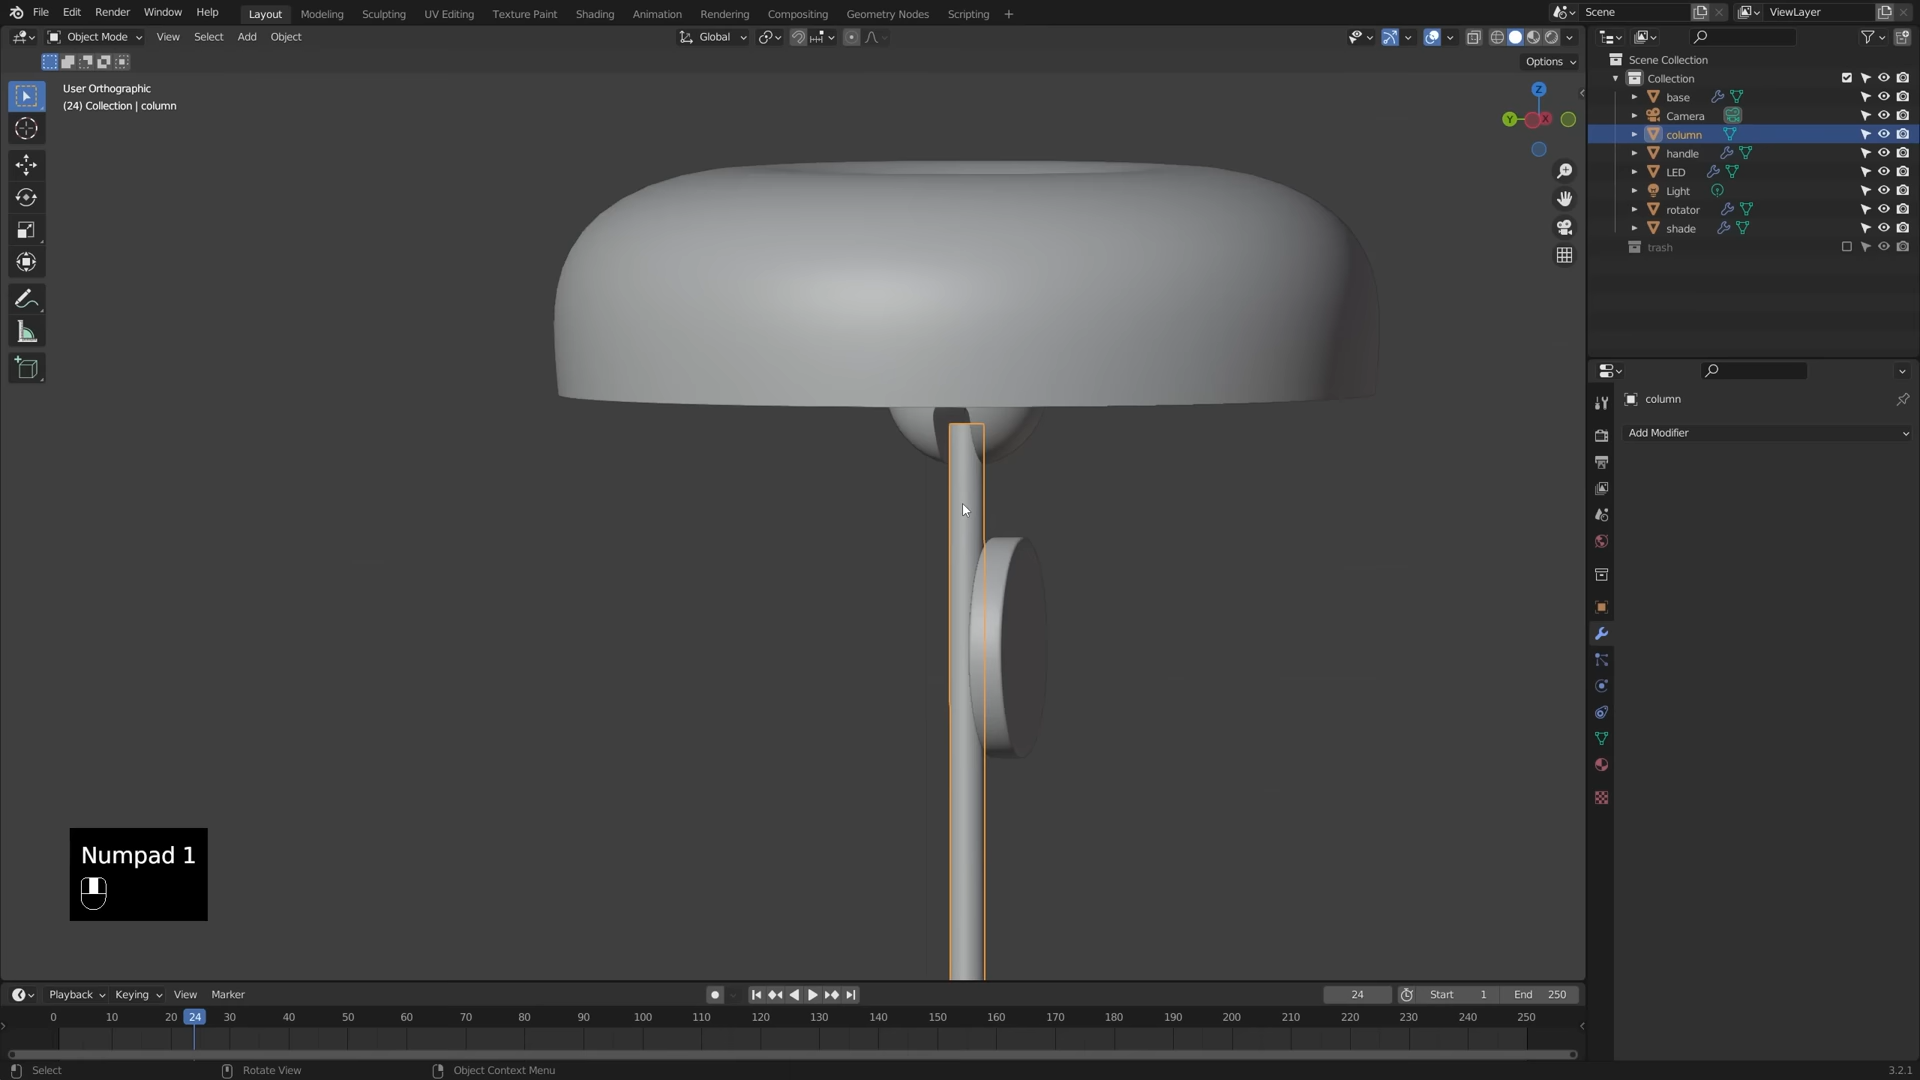 File Edit Render Window Help Layout Modeling Sculpting UV Editing Texture Paint Shading Animation Rendering Compositing Geometry Nodes Scripting + Scene ViewLayer
Object Mode View Select Add Object Global
Options
User Orthographic
(24) Collection | column
Z
Y X
Scene Collection
Collection
base
Camera
column
handle
LED
Light
rotator
shade
trash
column
Add Modifier
Numpad 1
Playback Keying View Marker 24 Start 1 End 250
0 10 20 24 30 40 50 60 70 80 90 100 110 120 130 140 150 160 170 180 190 200 210 220 230 240 250
Select Rotate View Object Context Menu 3.2.1